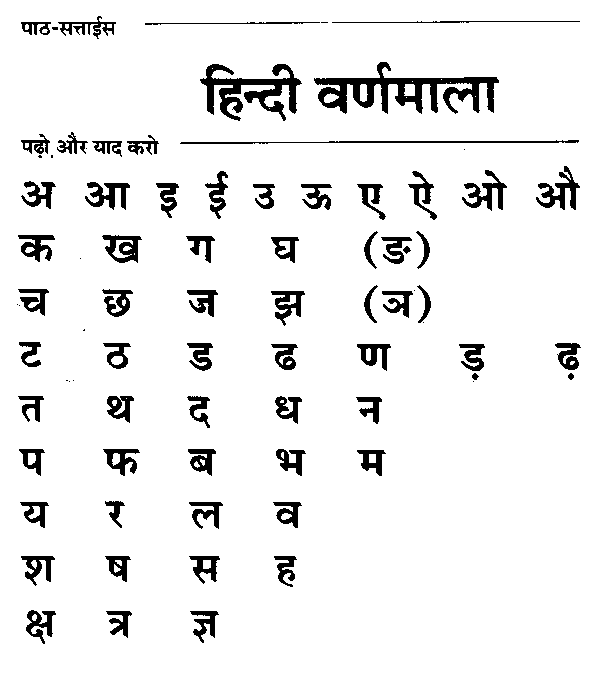 पाठ-सत्ताईस
हिन्दी वर्णमाला
पढ़ो और याद करो
अ आ इ ई उ ऊ ए ऐ ओ औ
क ख ग घ (ङ)
च छ ज झ (ञ)
ट ठ ड ढ ण ड़ ढ़
त थ द ध न
प फ ब भ म
य र ल व
श ष स ह
क्ष त्र ज्ञ